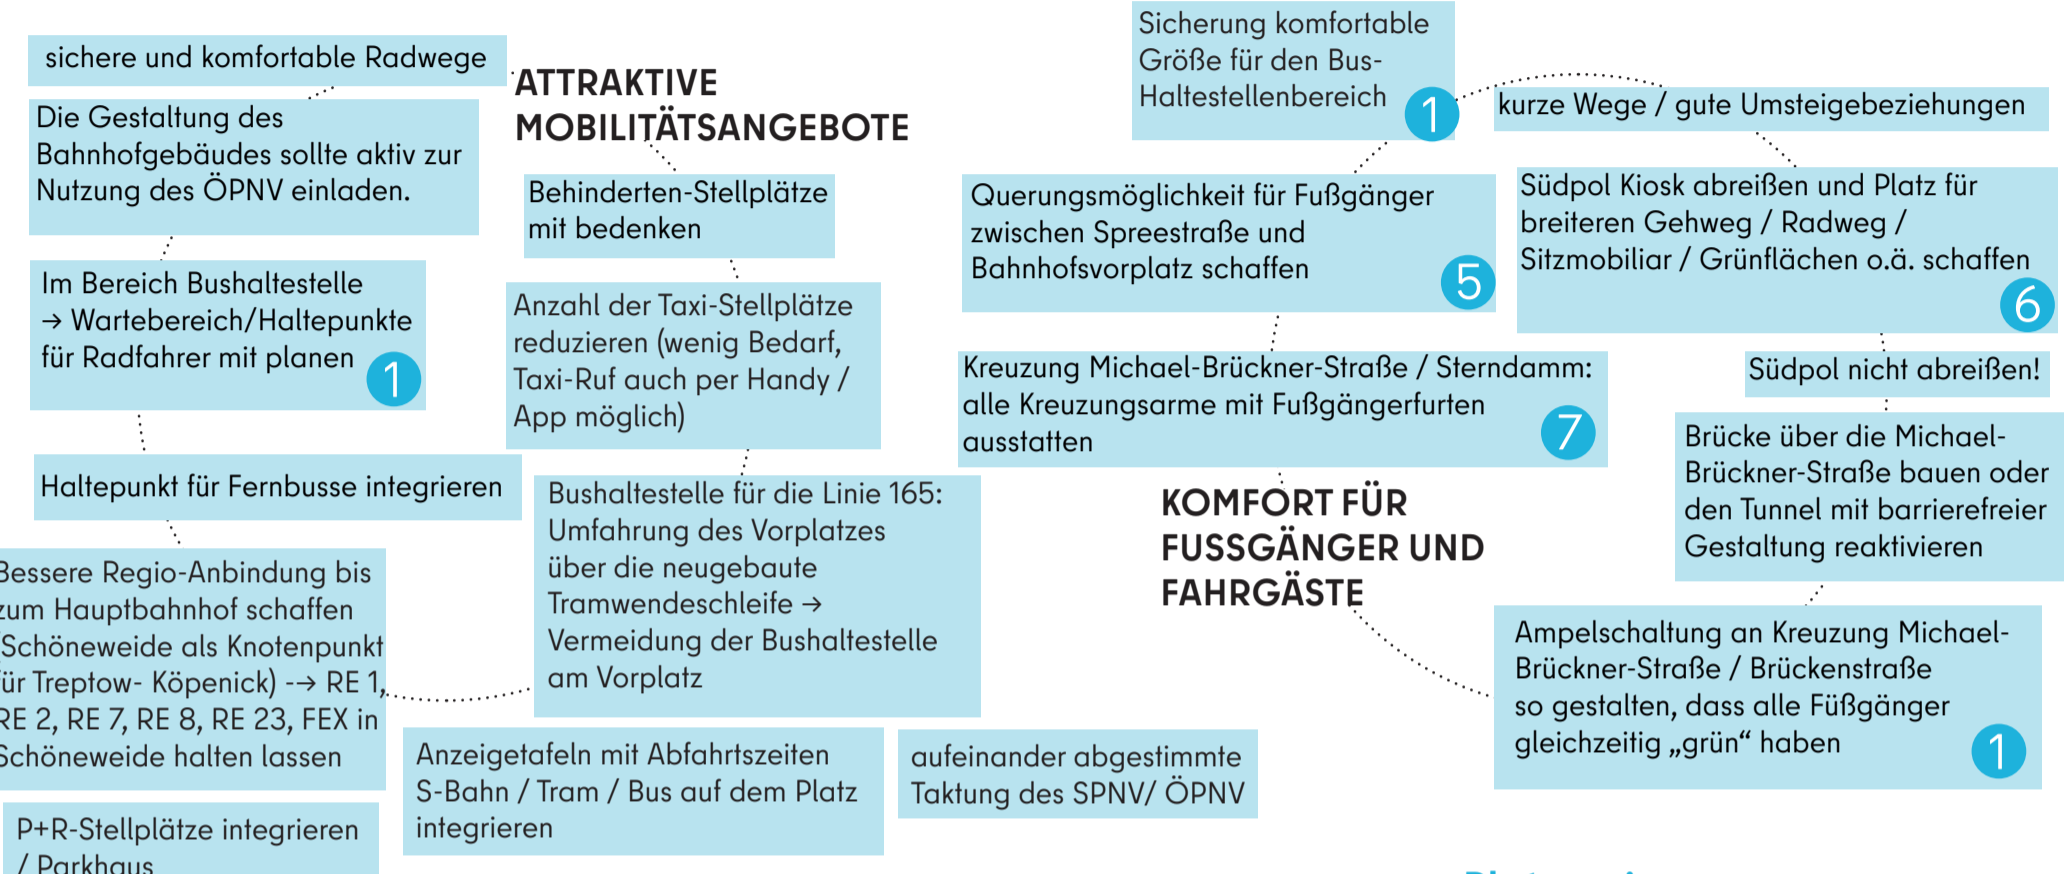 sichere und komfortable Radwege
ATTRAKTIVE
MOBILITÄTSANGEBOTE
Die Gestaltung des
Bahnhofgebäudes sollte aktiv zur
Nutzung des ÖPNV einladen.
Im Bereich Bushaltestelle
→ Wartebereich/Haltepunkte
für Radfahrer mit planen
1
Haltepunkt für Fernbusse integrieren
Bessere Regio-Anbindung bis
zum Hauptbahnhof schaffen
(Schöneweide als Knotenpunkt
für Treptow- Köpenick) --→ RE 1,
RE 2, RE 7, RE 8, RE 23, FEX in
Schöneweide halten lassen
P+R-Stellplätze integrieren
/ Parkhaus
Behinderten-Stellplätze
mit bedenken
Anzahl der Taxi-Stellplätze
reduzieren (wenig Bedarf,
Taxi-Ruf auch per Handy /
App möglich)
Bushaltestelle für die Linie 165:
Umfahrung des Vorplatzes
über die neugebaute
Tramwendeschleife →
Vermeidung der Bushaltestelle
am Vorplatz
Anzeigetafeln mit Abfahrtszeiten
S-Bahn / Tram / Bus auf dem Platz
integrieren
aufeinander abgestimmte
Taktung des SPNV/ ÖPNV
Sicherung komfortable
Größe für den Bus-
Haltestellenbereich
1
kurze Wege / gute Umsteigebeziehungen
Querungsmöglichkeit für Fußgänger
zwischen Spreestraße und
Bahnhofsvorplatz schaffen
5
Südpol Kiosk abreißen und Platz für
breiteren Gehweg / Radweg /
Sitzmobiliar / Grünflächen o.ä. schaffen
6
Kreuzung Michael-Brückner-Straße / Sterndamm:
alle Kreuzungsarme mit Fußgängerfurten
ausstatten
7
Südpol nicht abreißen!
KOMFORT FÜR
FUSSGÄNGER UND
FAHRGÄSTE
Brücke über die Michael-
Brückner-Straße bauen oder
den Tunnel mit barrierefreier
Gestaltung reaktivieren
Ampelschaltung an Kreuzung Michael-
Brückner-Straße / Brückenstraße
so gestalten, dass alle Füßgänger
gleichzeitig „grün“ haben
1